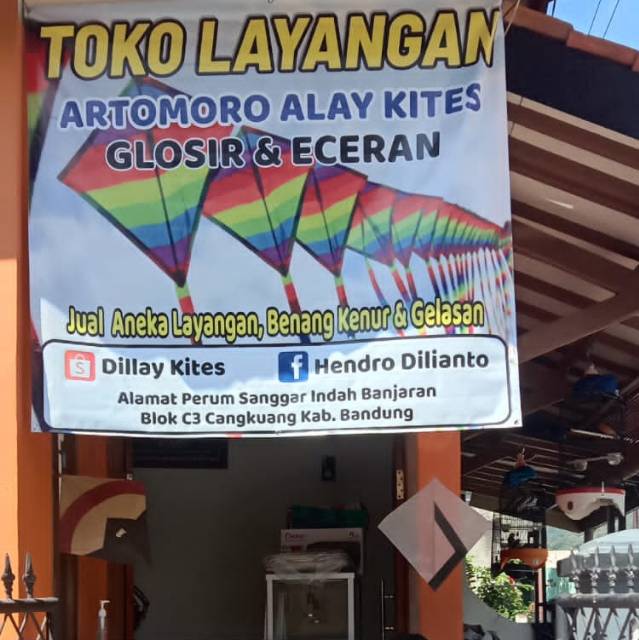 TOKO LAYANGAN
ARTOMORO ALAY KITES
GLOSIR & ECERAN
Jual Aneka Layangan, Benang Kenur & Gelasan
S Dillay Kites f Hendro Dilianto
Alamat Perum Sanggar Indah Banjaran
Blok C3 Cangkuang Kab. Bandung